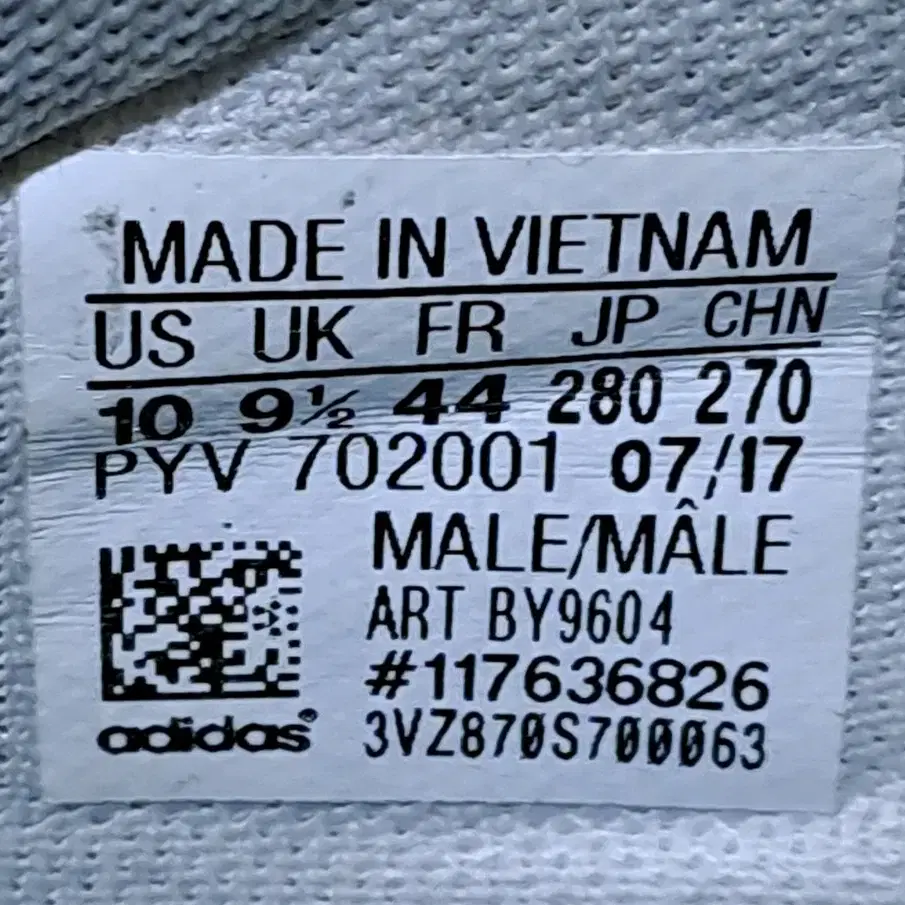 MADE IN VIETNAM
US UK FR JP CHN
10 9½ 44 280 270
PYV 702001 07/17
MALE/MÂLE
ART BY9604
#117636826
adidas® 3VZ870S700063